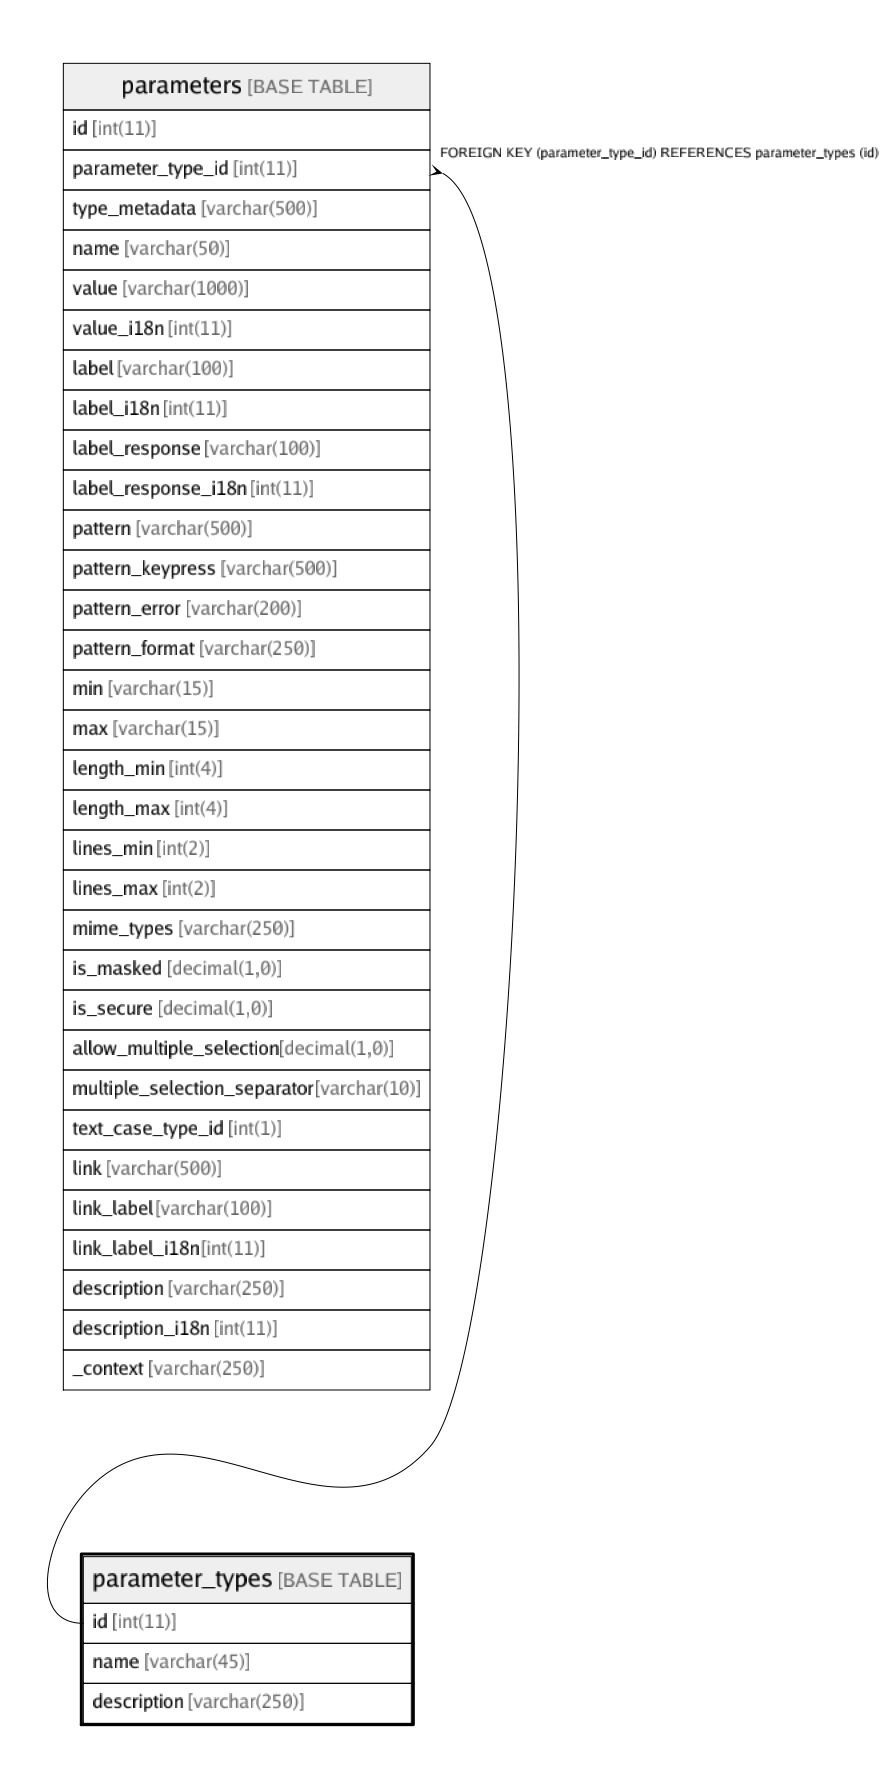 parameters [BASE TABLE]
id [int(11)]
FOREIGN KEY (parameter_type_id) REFERENCES parameter_types (id)
parameter_type_id [int(11)]
type_metadata [varchar(500)]
name [varchar(50)]
value [varchar(1000)]
value_i18n [int(11)]
label [varchar(100)]
label_i18n [int(11)]
label_response [varchar(100)]
label_response_i18n [int(11)]
pattern [varchar(500)]
pattern_keypress [varchar(500)]
pattern_error [varchar(200)]
pattern_format [varchar(250)]
min [varchar(15)]
max [varchar(15)]
length_min [int(4)]
length_max [int(4)]
lines_min [int(2)]
lines_max [int(2)]
mime_types [varchar(250)]
is_masked [decimal(1,0)]
is_secure [decimal(1,0)]
allow_multiple_selection [decimal(1,0)]
multiple_selection_separator [varchar(10)]
text_case_type_id [int(1)]
link [varchar(500)]
link_label [varchar(100)]
link_label_i18n [int(11)]
description [varchar(250)]
description_i18n [int(11)]
_context [varchar(250)]
parameter_types [BASE TABLE]
id [int(11)]
name [varchar(45)]
description [varchar(250)]